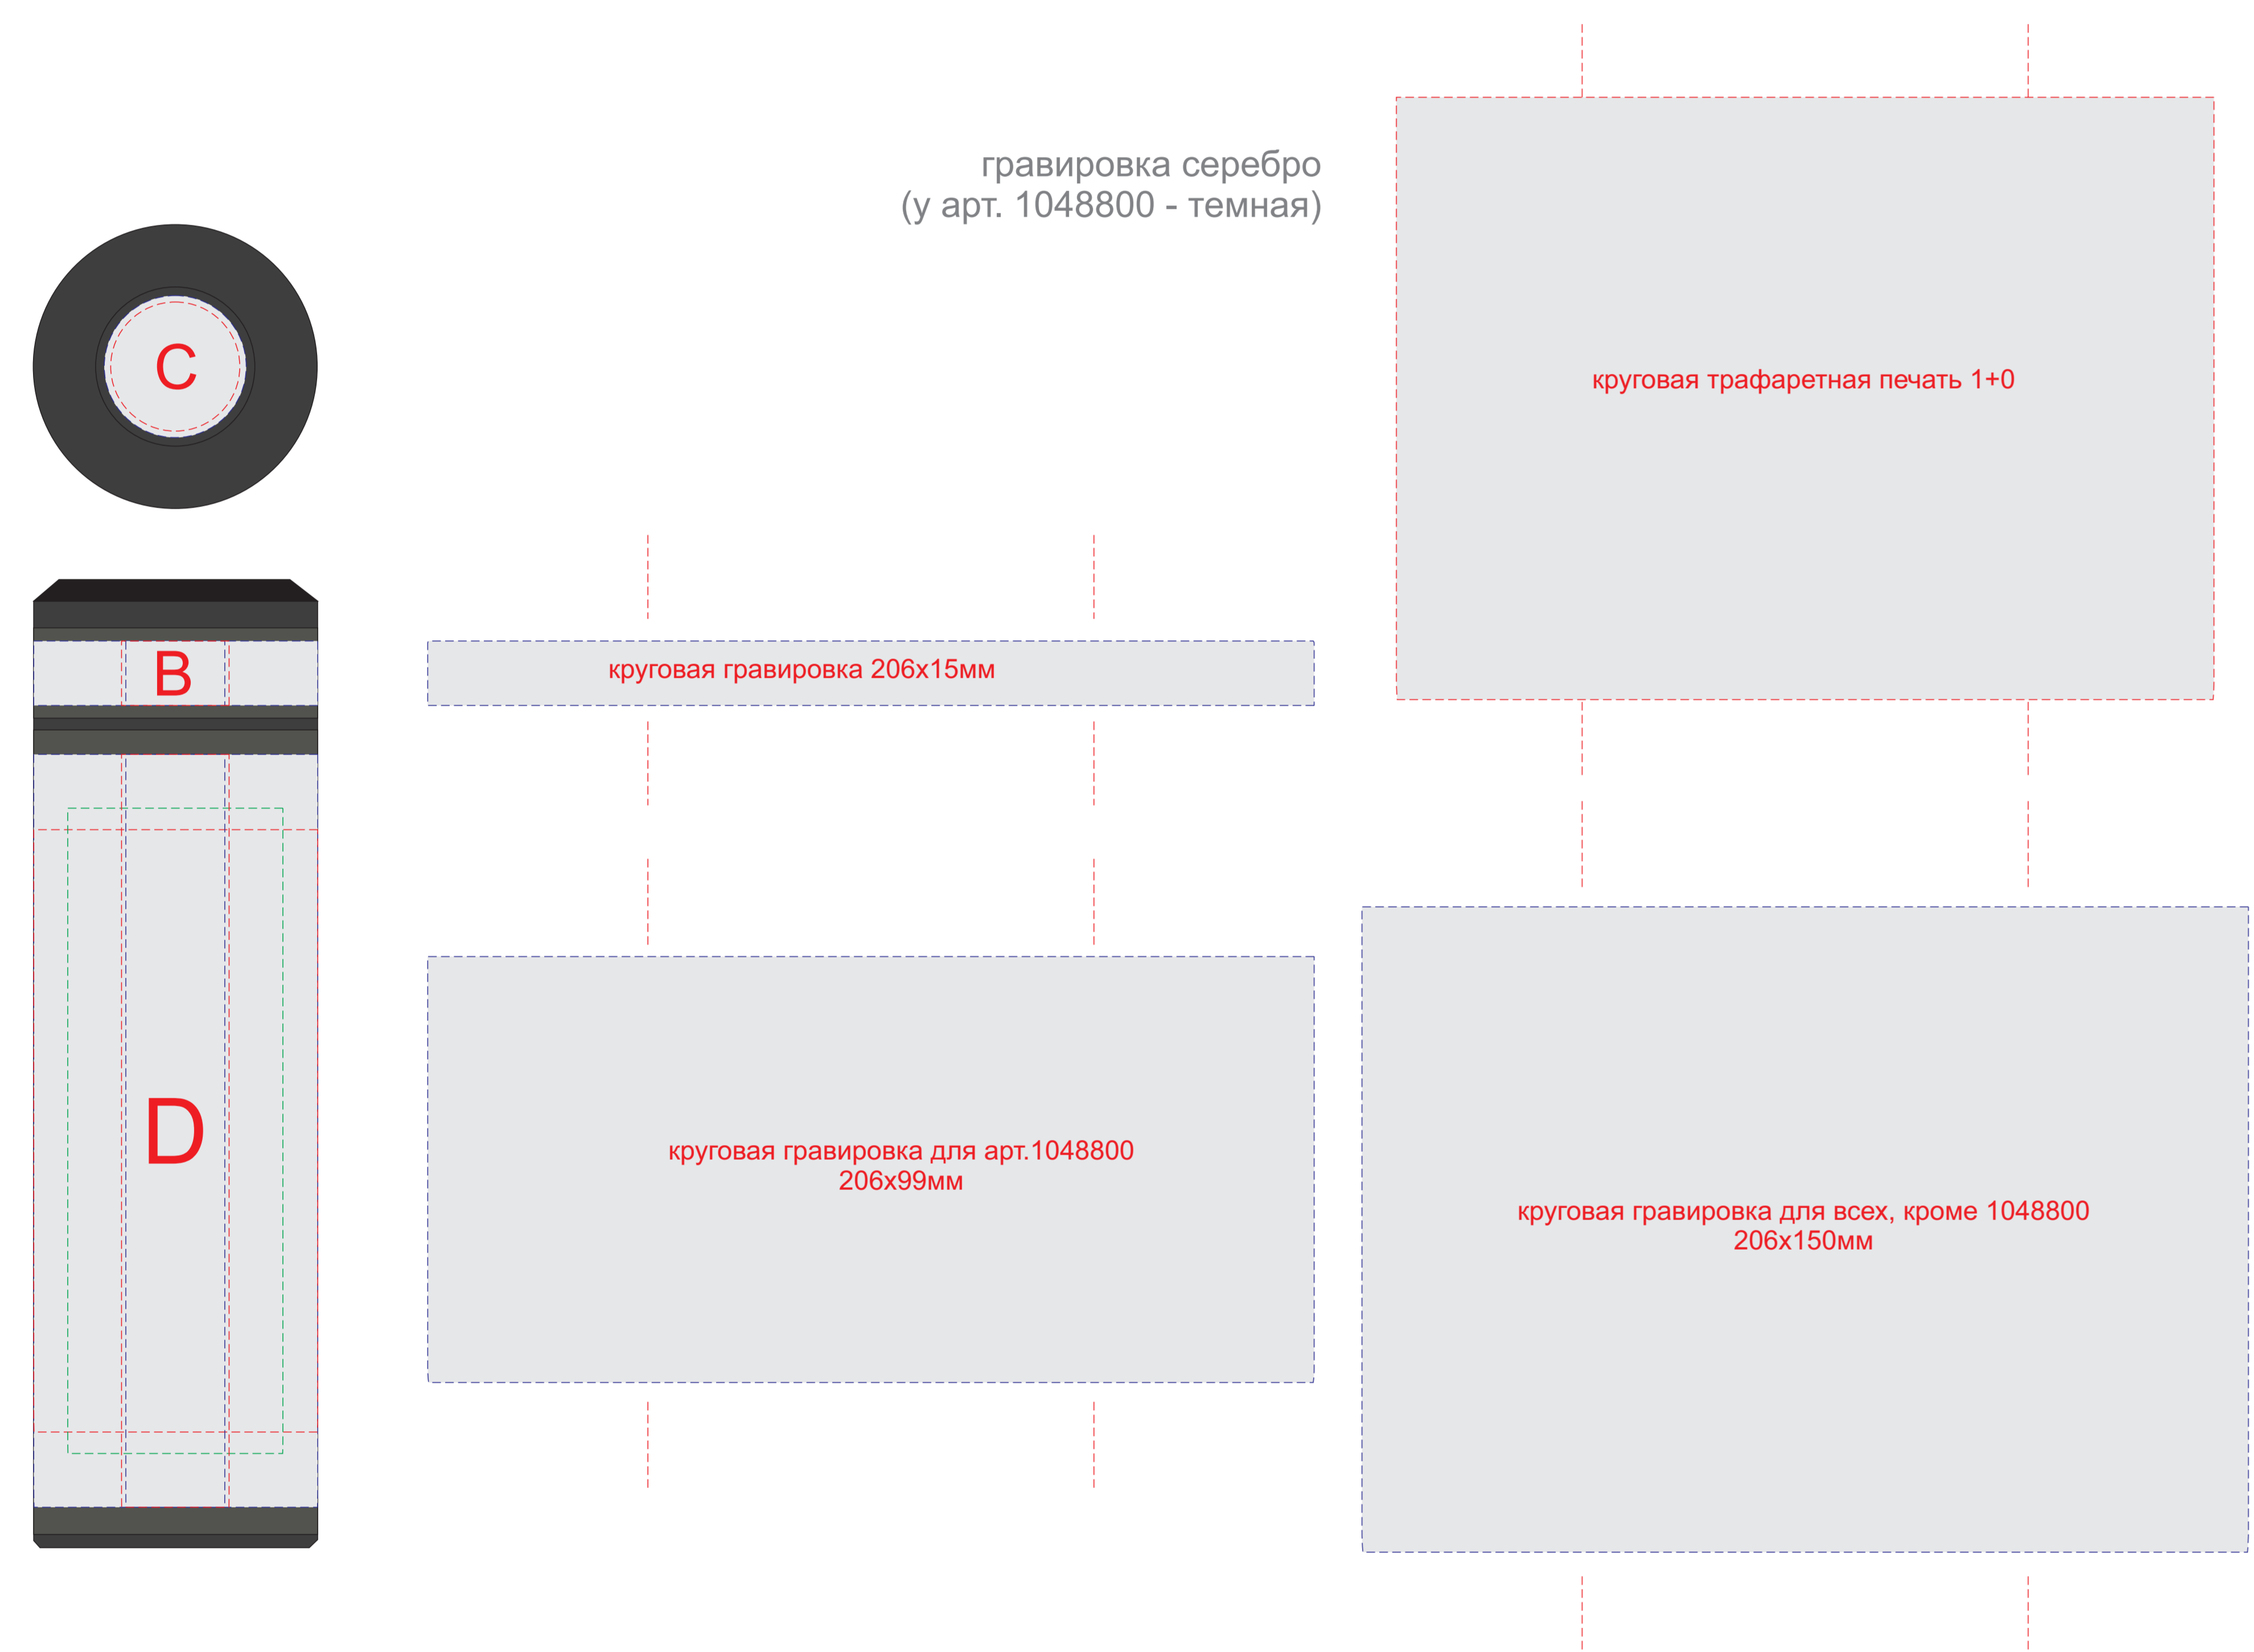 гравировка серебро
(у арт. 1048800 - темная)
круговая трафаретная печать 1+0
C
B
круговая гравировка 206х15мм
D
круговая гравировка для арт.1048800
206х99мм
круговая гравировка для всех, кроме 1048800
206х150мм